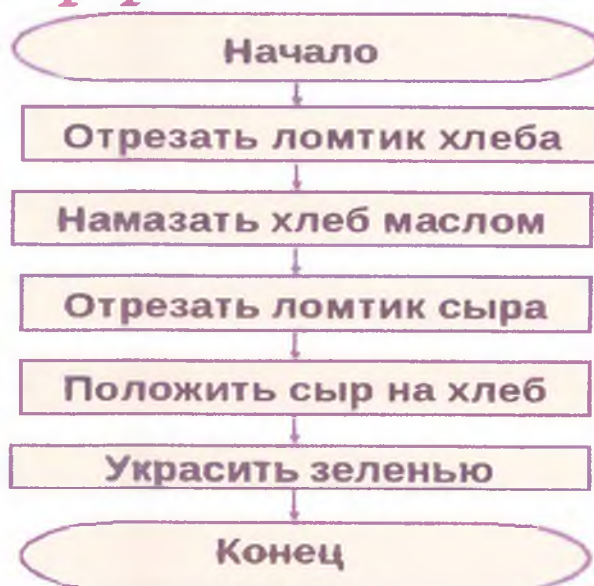 Начало
Отрезать ломтик хлеба
Намазать хлеб маслом
Отрезать ломтик сыра
Положить сыр на хлеб
Украсить зеленью
Конец